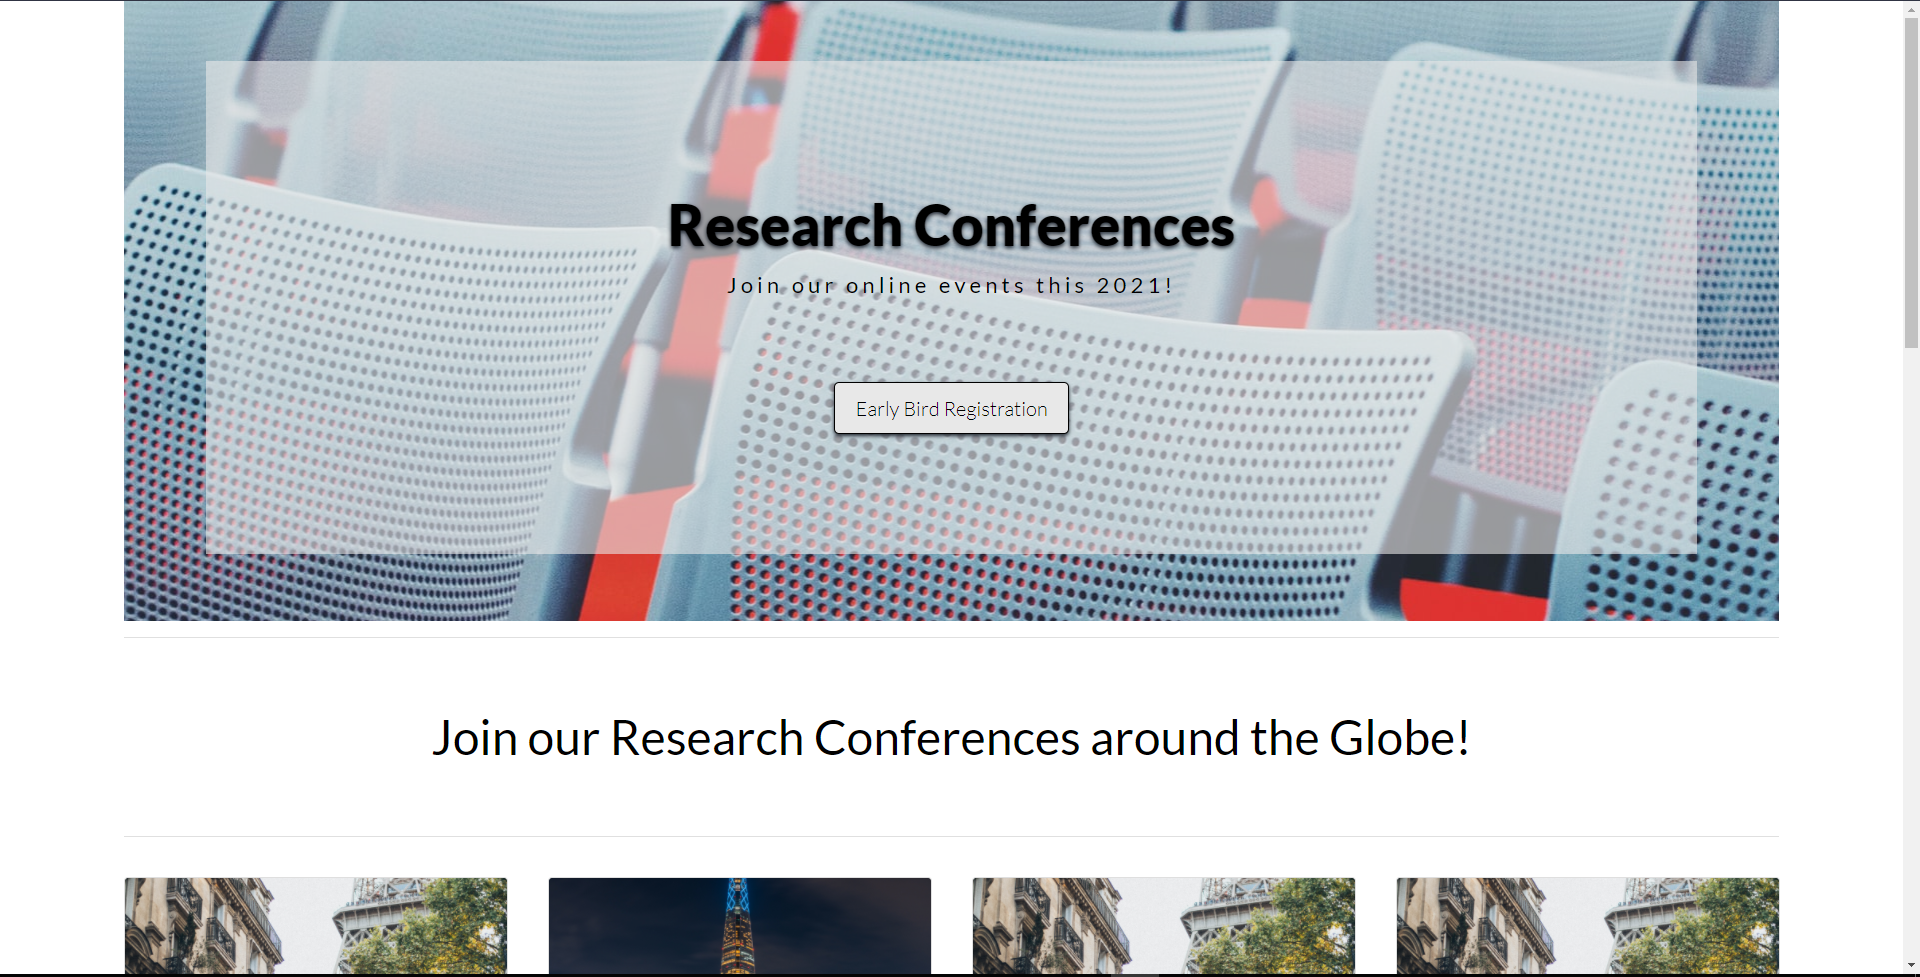 Research Conferences
Join our online events this 2021!
Early Bird Registration
Join our Research Conferences around the Globe!